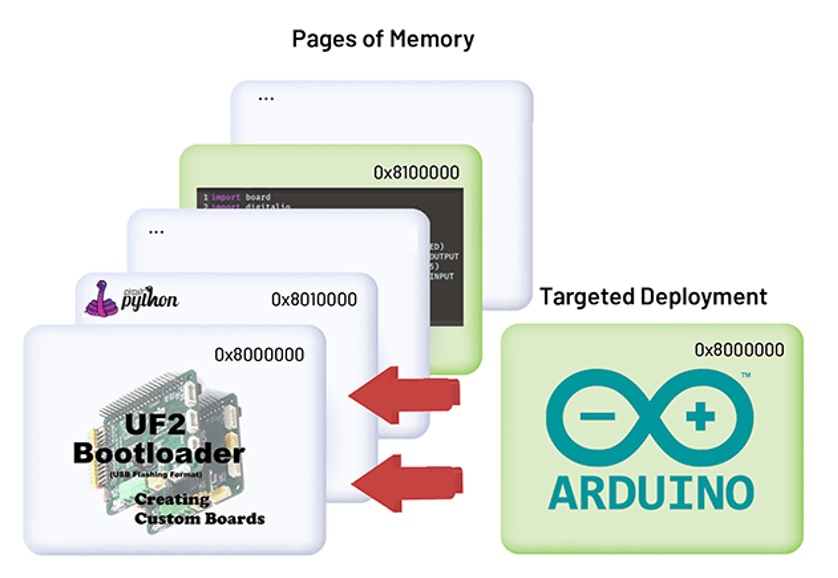 Pages of Memory
...
0x8100000
1 import board
2 import digitalio
...
ED)
OUTPUT
S)
INPUT
circuit
python
0x8010000
0x8000000
UF2
Bootloader
(USB Flashing Format)
Creating
Custom Boards
Targeted Deployment
0x8000000
TM
ARDUINO